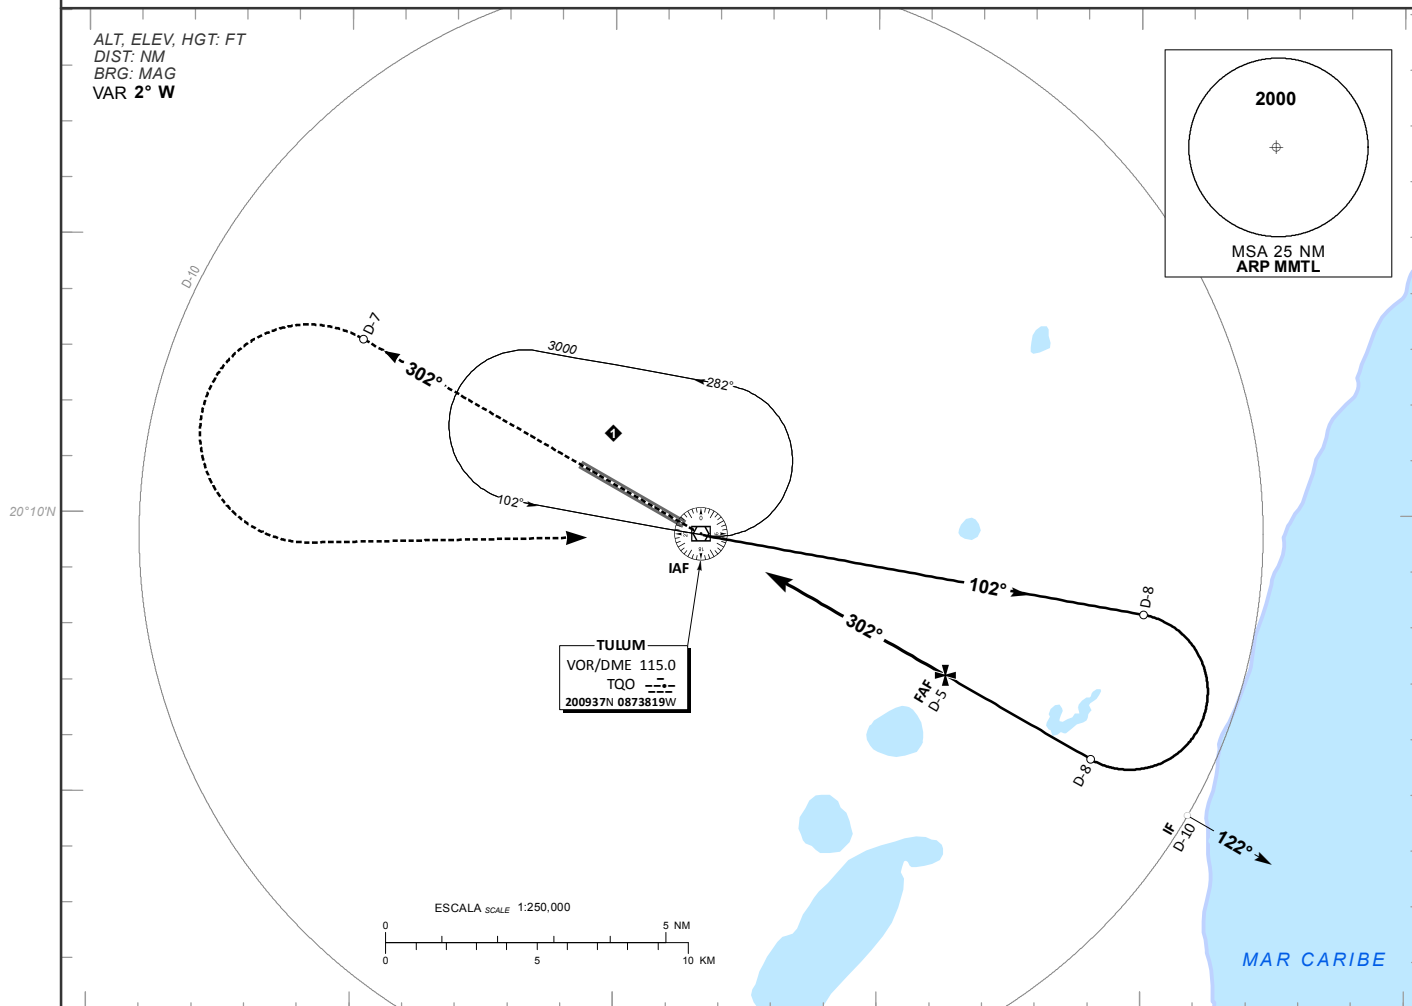 ALT, ELEV, HGT: FT
DIST: NM
BRG: MAG
VAR 2° W
2000
MSA 25 NM
ARP MMTL
D-10
D-7
302°
3000
282°
1
102°
20°10'N
IAF
102°
D-8
302°
FAF
D-5
D-8
TULUM
VOR/DME 115.0
TQO
200937N 0873819W
IF
D-10
122°
ESCALA SCALE 1:250,000
0 5 NM
0 5 10 KM
MAR CARIBE